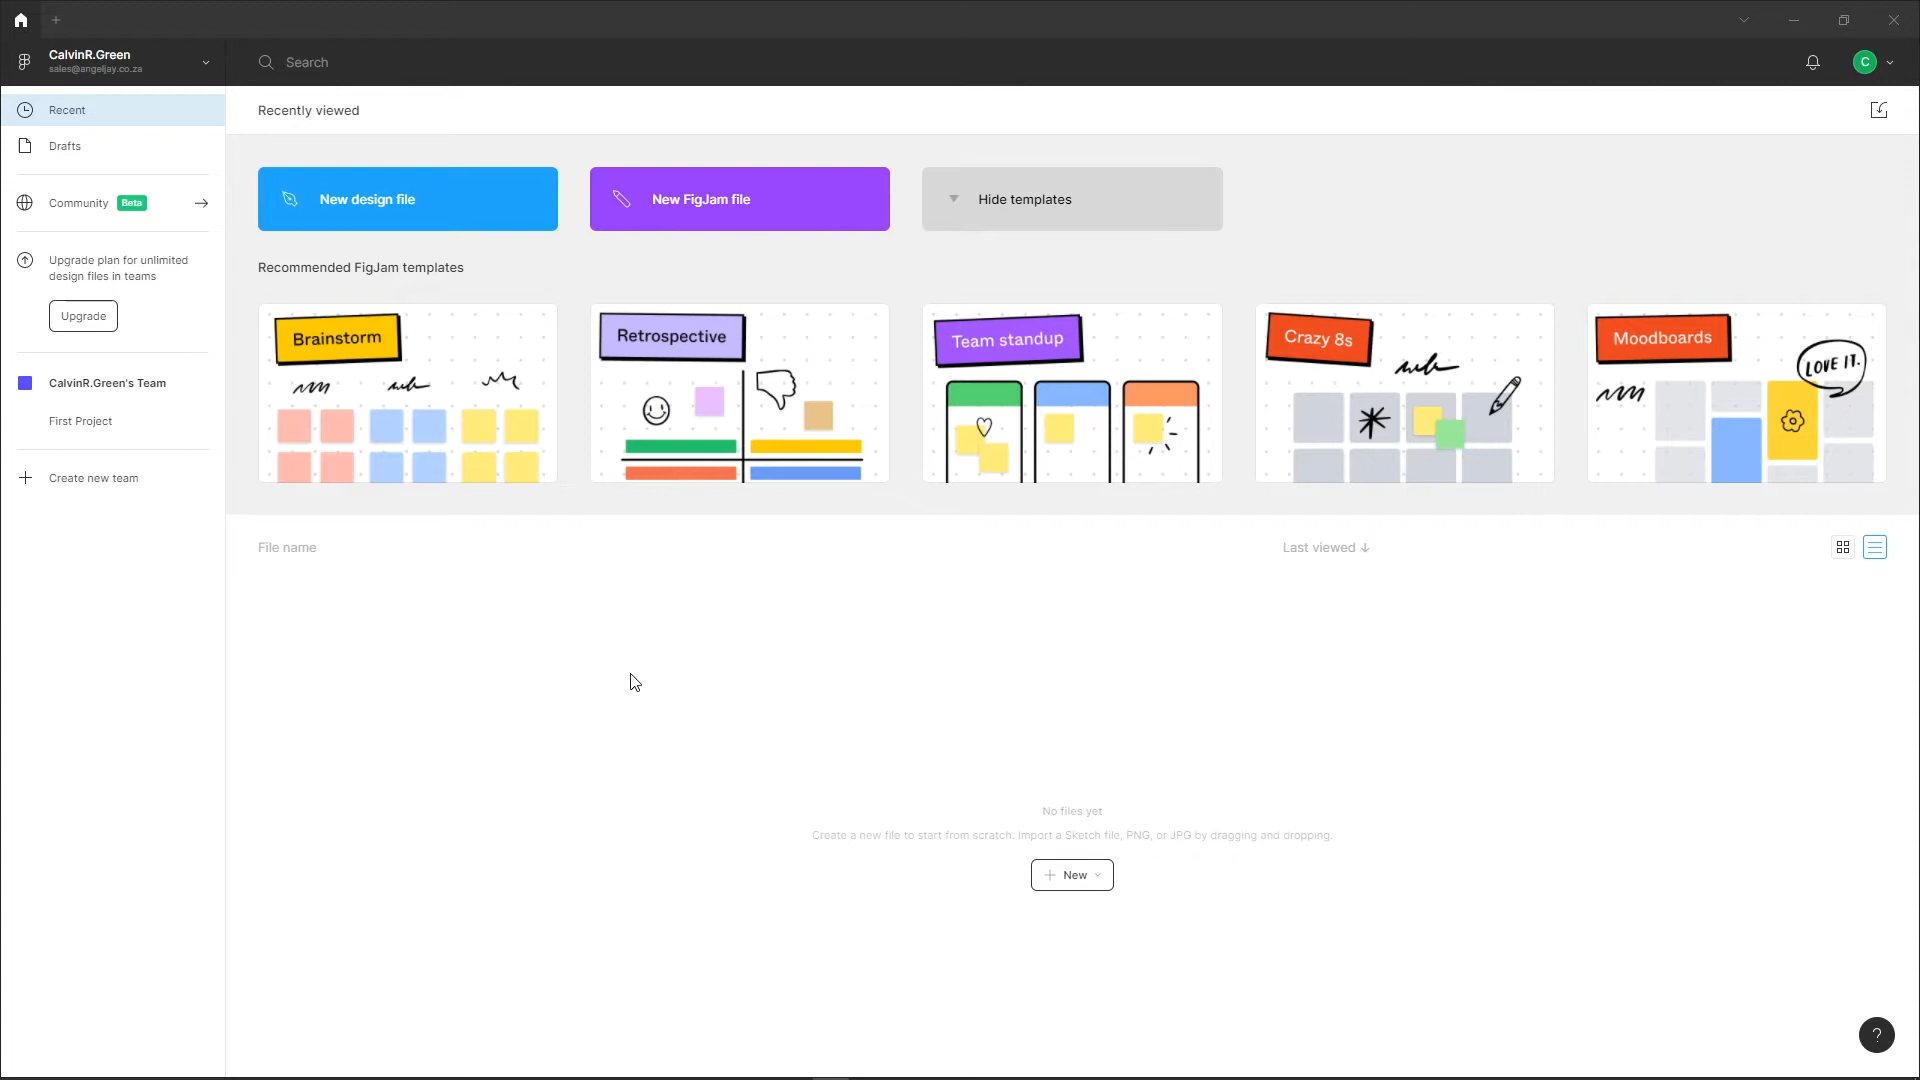 CalvinR.Green
sales@angeljay.co.za
Search
C
Recent
Recently viewed
Drafts
Community Beta
New design file
New FigJam file
Hide templates
Upgrade plan for unlimited
design files in teams
Upgrade
Recommended FigJam templates
Brainstorm
Retrospective
Team standup
Crazy 8s
Moodboards
LOVE IT.
CalvinR.Green's Team
First Project
Create new team
File name
Last viewed ↓
No files yet
Create a new file to start from scratch. Import a Sketch file, PNG, or JPG by dragging and dropping.
New
?